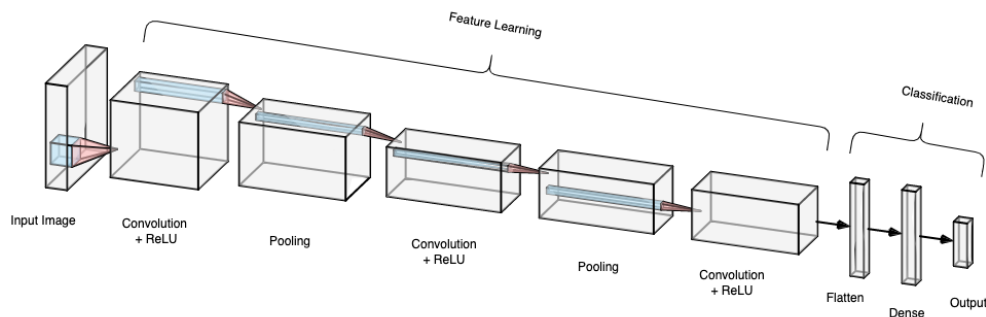 Feature Learning
Classification
Input Image
Convolution
+ ReLU
Pooling
Convolution
+ ReLU
Pooling
Convolution
+ ReLU
Flatten
Dense
Output